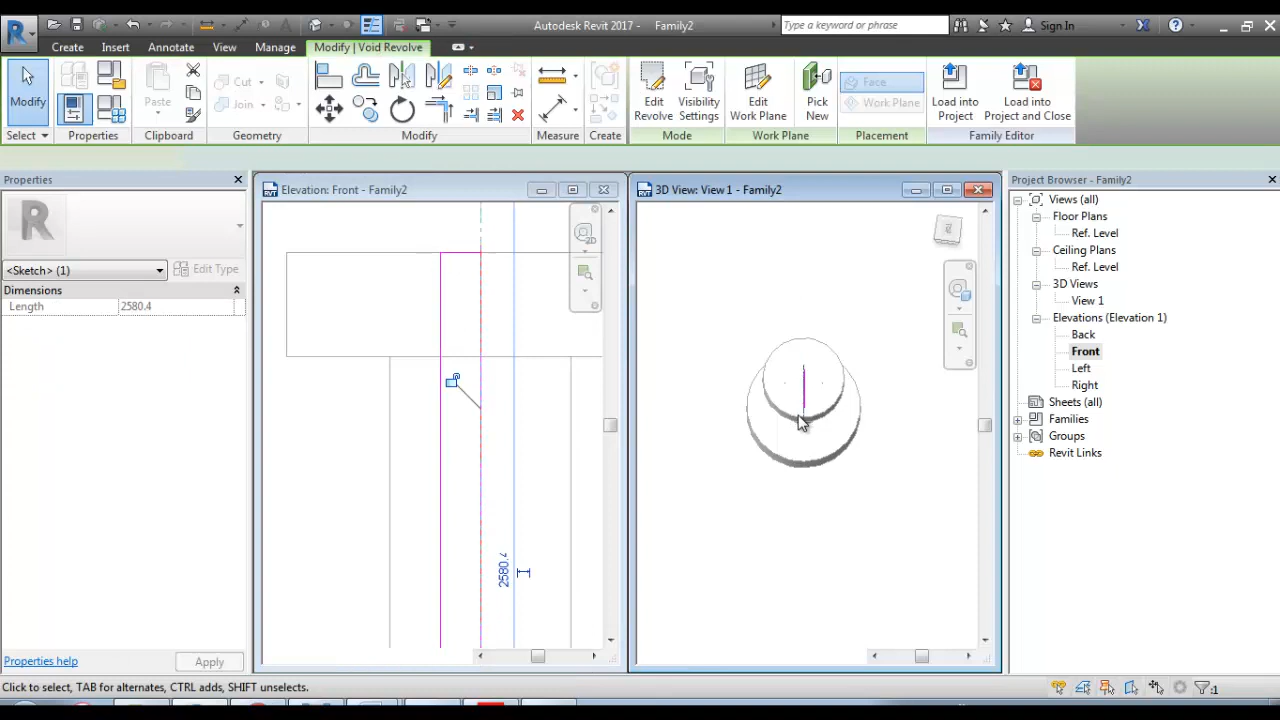 Autodesk Revit 2017 - Family2
Type a keyword or phrase
Sign In
Create
Insert
Annotate
View
Manage
Modify | Void Revolve
Modify
Paste
Cut
Join
Edit Revolve
Visibility Settings
Edit Work Plane
Pick New
Face
Work Plane
Load into Project
Load into Project and Close
Select
Properties
Clipboard
Geometry
Modify
Measure
Create
Mode
Work Plane
Placement
Family Editor
Properties
<Sketch> (1)
Edit Type
Dimensions
Length
2580.4
Properties help
Apply
Elevation: Front - Family2
2D
2580.4
3D View: View 1 - Family2
Project Browser - Family2
Views (all)
Floor Plans
Ref. Level
Ceiling Plans
Ref. Level
3D Views
View 1
Elevations (Elevation 1)
Back
Front
Left
Right
Sheets (all)
Families
Groups
Revit Links
Click to select, TAB for alternates, CTRL adds, SHIFT unselects.
:1